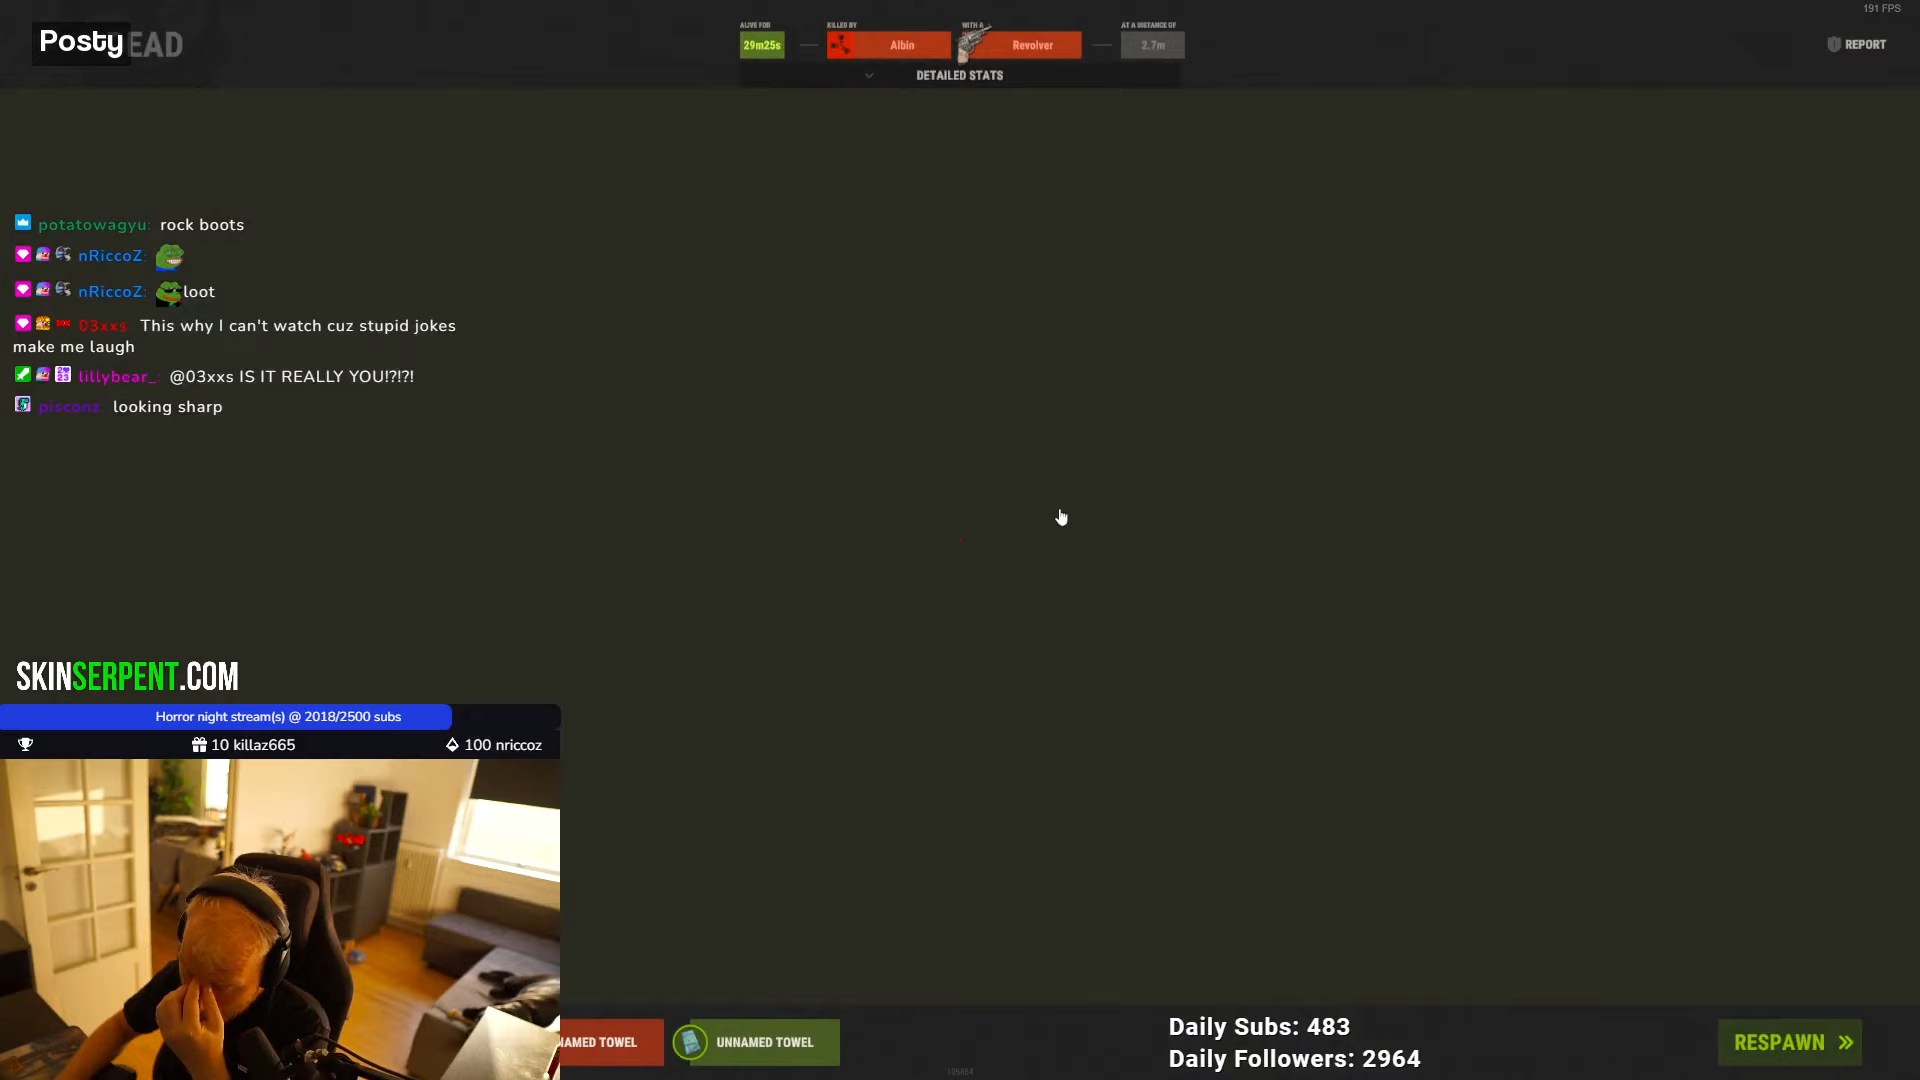 191 FPS
Posty
EAD
ALIVE FOR
KILLED BY
WITH A
AT A DISTANCE OF
29m25s
Albin
Revolver
2.7m
REPORT
DETAILED STATS
potatowagyu: rock boots
nRiccoZ:
nRiccoZ: loot
03xxs: This why I can't watch cuz stupid jokes
make me laugh
lillybear_: @03xxs IS IT REALLY YOU!?!?!
pisconz: looking sharp
SKINSERPENT.COM
Horror night stream(s) @ 2018/2500 subs
10 killaz665
100 nriccoz
NAMED TOWEL
UNNAMED TOWEL
Daily Subs: 483
Daily Followers: 2964
RESPAWN